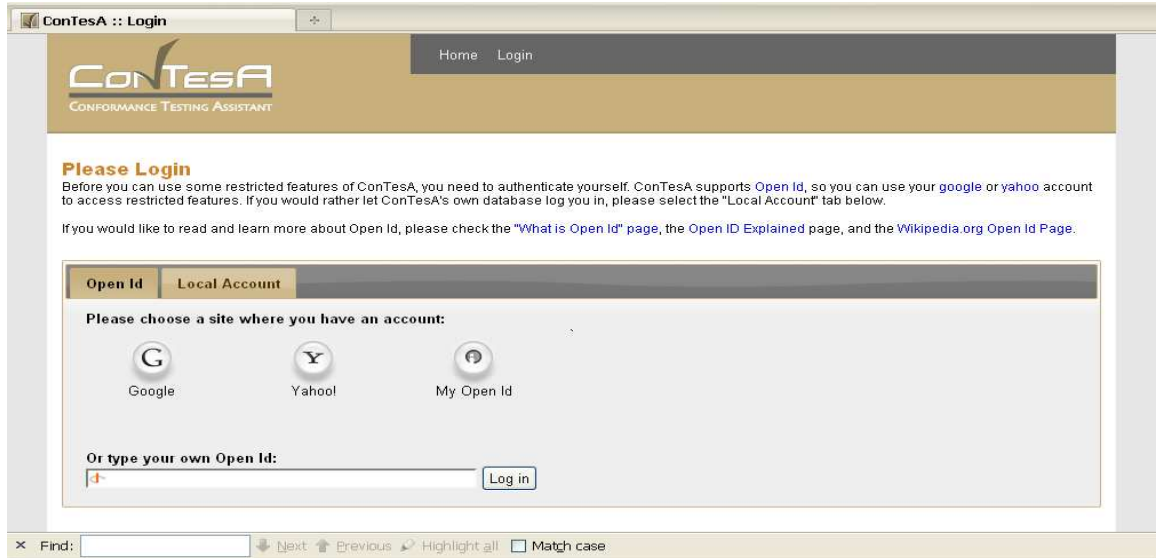 ConTesA :: Login
Home Login
ConTesA
Conformance Testing Assistant
Please Login
Before you can use some restricted features of ConTesA, you need to authenticate yourself. ConTesA supports Open Id, so you can use your google or yahoo account
to access restricted features. If you would rather let ConTesA's own database log you in, please select the "Local Account" tab below.
If you would like to read and learn more about Open Id, please check the "What is Open Id" page, the Open ID Explained page, and the Wikipedia.org Open Id Page.
Open Id Local Account
Please choose a site where you have an account:
G Y
Google Yahoo! My Open Id
Or type your own Open Id:
Log in
× Find: Next Previous Highlight all Match case